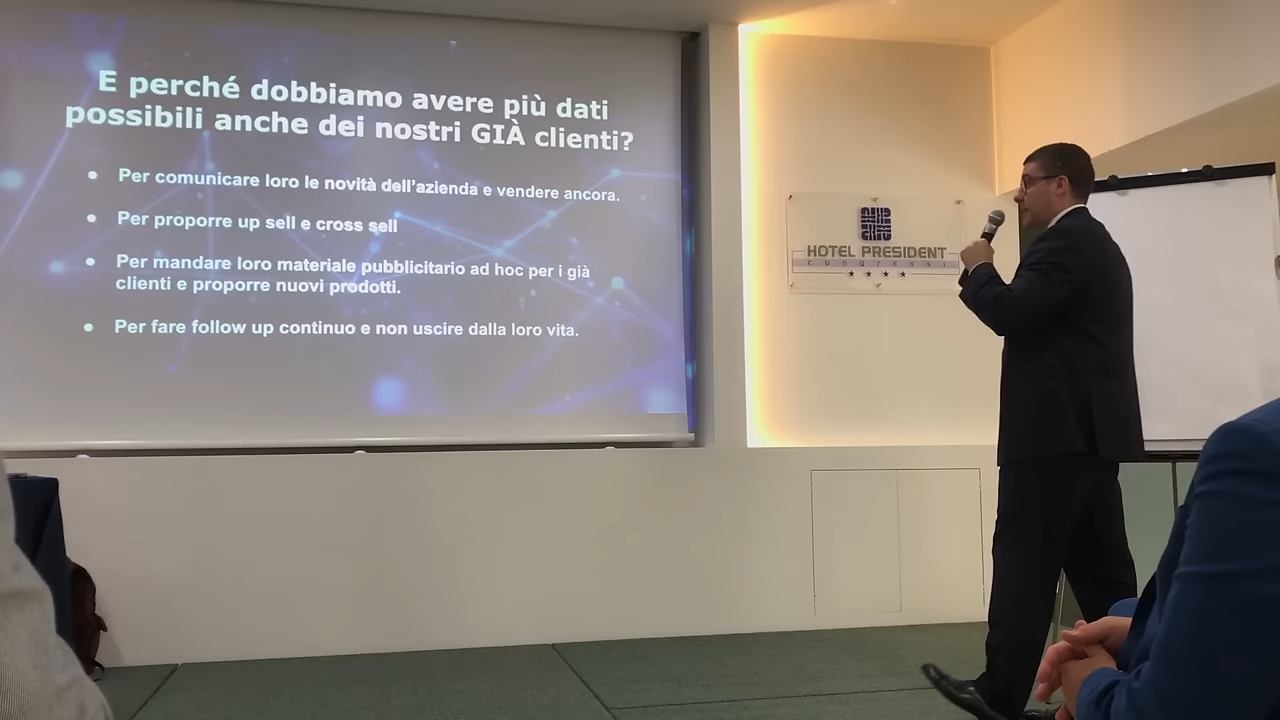 E perché dobbiamo avere più dati
possibili anche dei nostri GIÀ clienti?
● Per comunicare loro le novità dell'azienda e vendere ancora.
● Per proporre up sell e cross sell
● Per mandare loro materiale pubblicitario ad hoc per i già
clienti e proporre nuovi prodotti.
● Per fare follow up continuo e non uscire dalla loro vita.
HOTEL PRESIDENT
congressi
★ ★ ★ ★